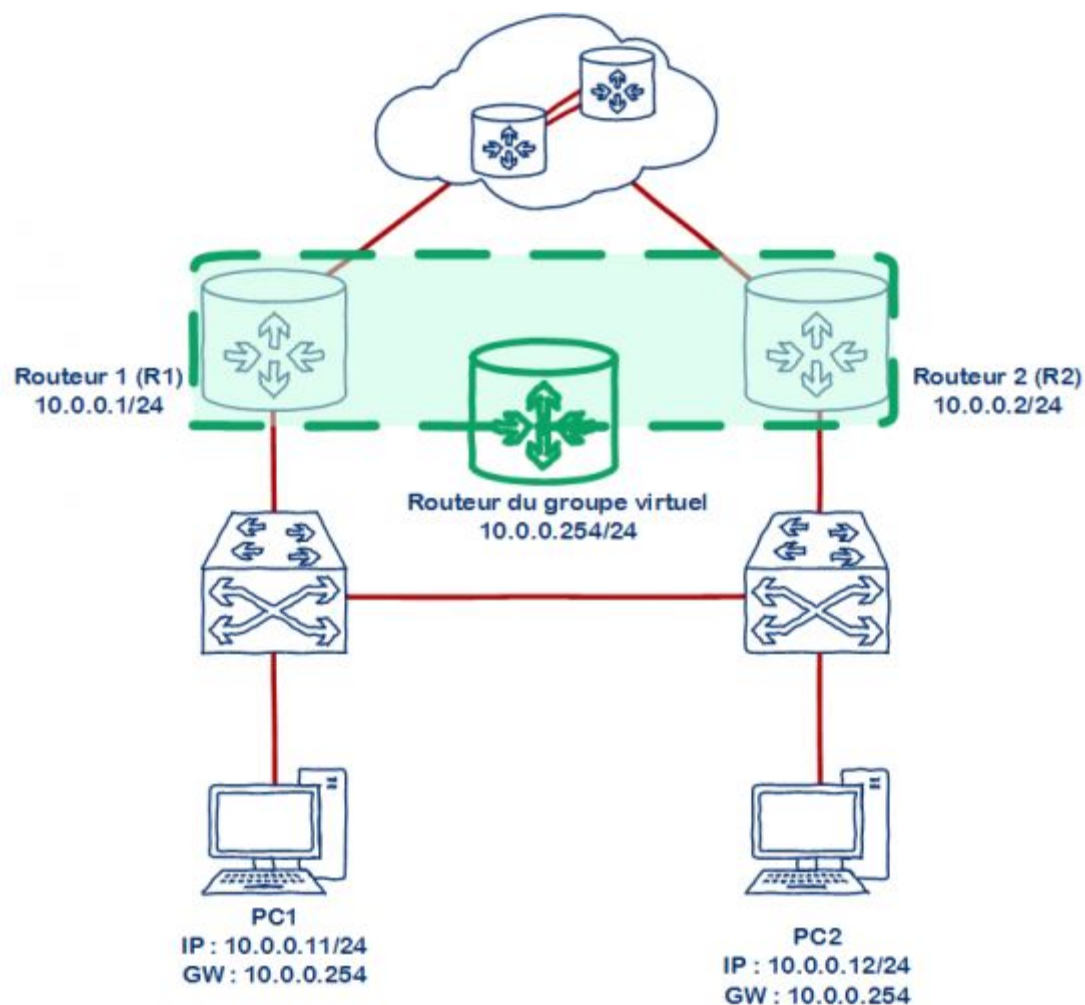 Routeur 1 (R1)
10.0.0.1/24
Routeur 2 (R2)
10.0.0.2/24
Routeur du groupe virtuel
10.0.0.254/24
PC1
IP : 10.0.0.11/24
GW : 10.0.0.254
PC2
IP : 10.0.0.12/24
GW : 10.0.0.254